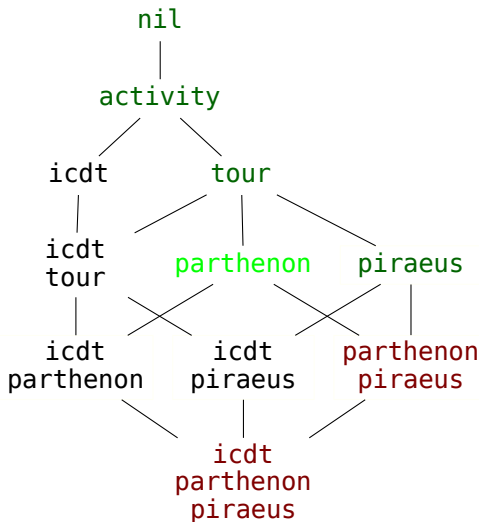 nil
activity
icdt
tour
icdt
tour
parthenon
piraeus
icdt
parthenon
icdt
piraeus
parthenon
piraeus
icdt
parthenon
piraeus